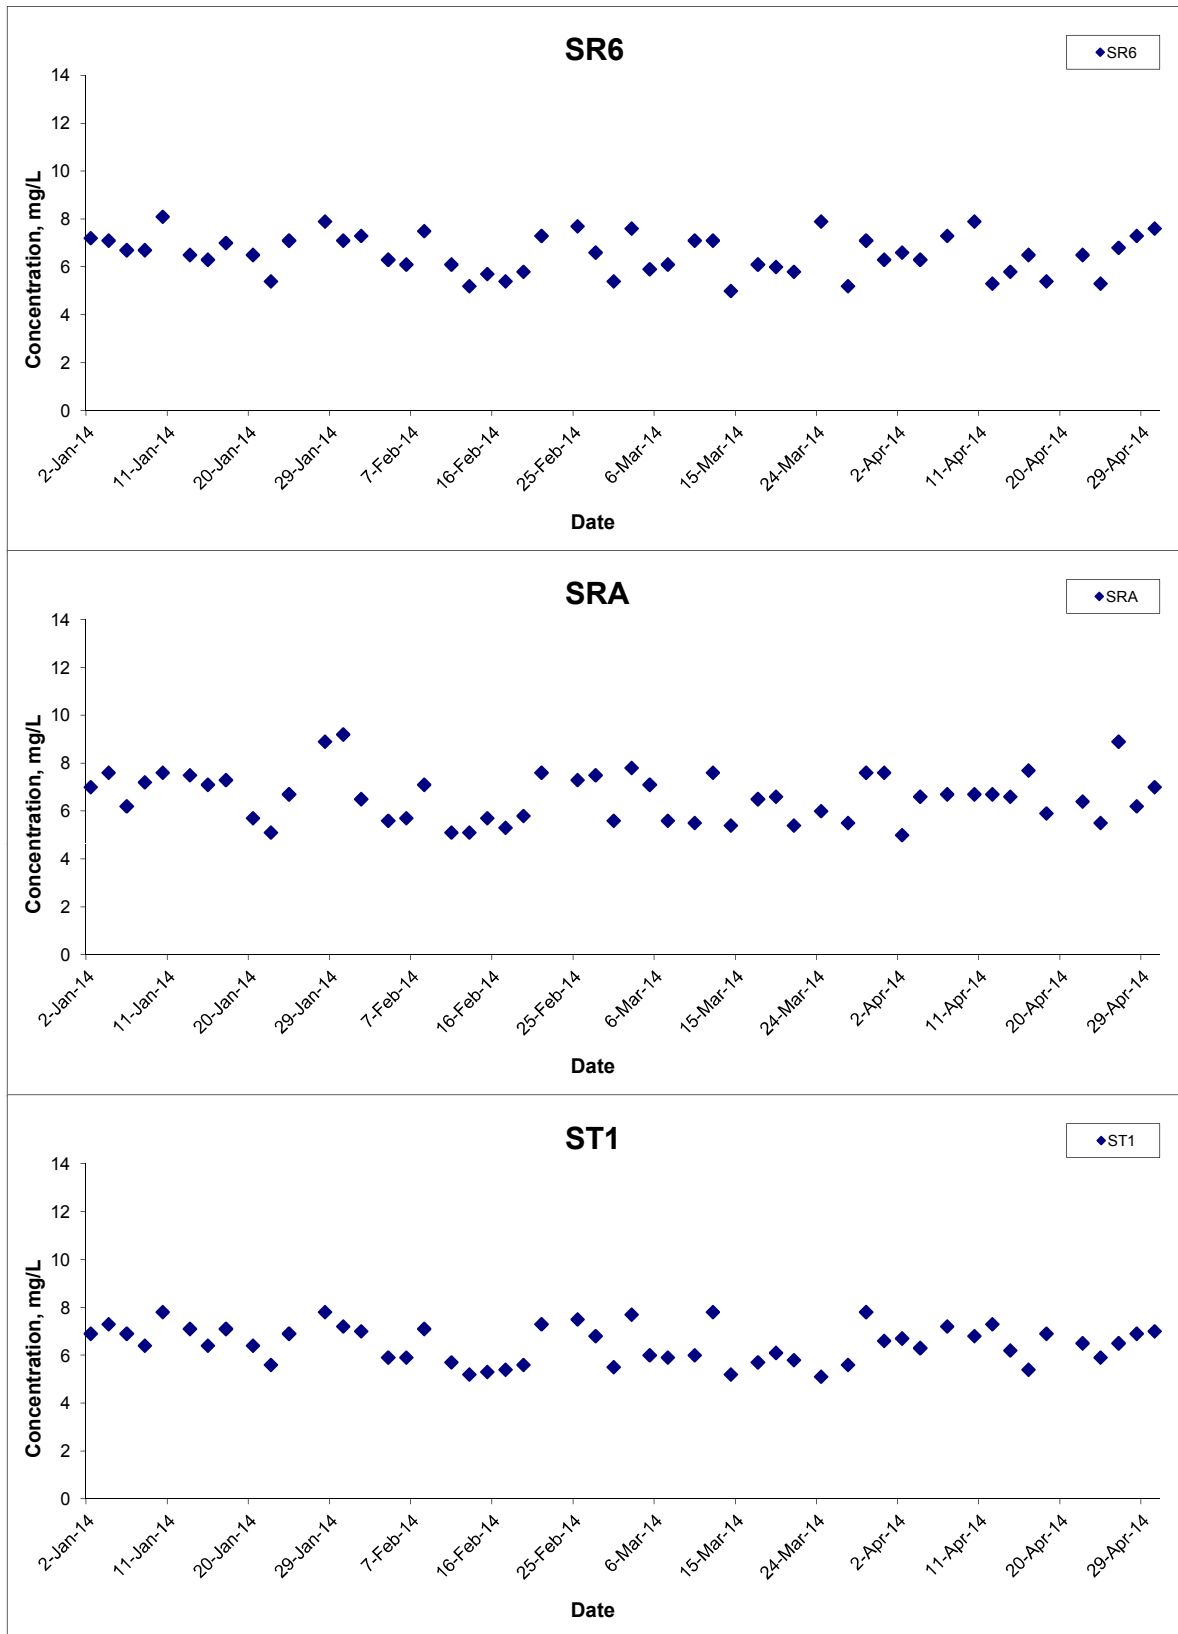 SR6
SR6
14
12
10
8
6
4
2
0
Concentration, mg/L
2-Jan-14
11-Jan-14
20-Jan-14
29-Jan-14
7-Feb-14
16-Feb-14
25-Feb-14
6-Mar-14
15-Mar-14
24-Mar-14
2-Apr-14
11-Apr-14
20-Apr-14
29-Apr-14
Date
SRA
SRA
14
12
10
8
6
4
2
0
Concentration, mg/L
2-Jan-14
11-Jan-14
20-Jan-14
29-Jan-14
7-Feb-14
16-Feb-14
25-Feb-14
6-Mar-14
15-Mar-14
24-Mar-14
2-Apr-14
11-Apr-14
20-Apr-14
29-Apr-14
Date
ST1
ST1
14
12
10
8
6
4
2
0
Concentration, mg/L
2-Jan-14
11-Jan-14
20-Jan-14
29-Jan-14
7-Feb-14
16-Feb-14
25-Feb-14
6-Mar-14
15-Mar-14
24-Mar-14
2-Apr-14
11-Apr-14
20-Apr-14
29-Apr-14
Date